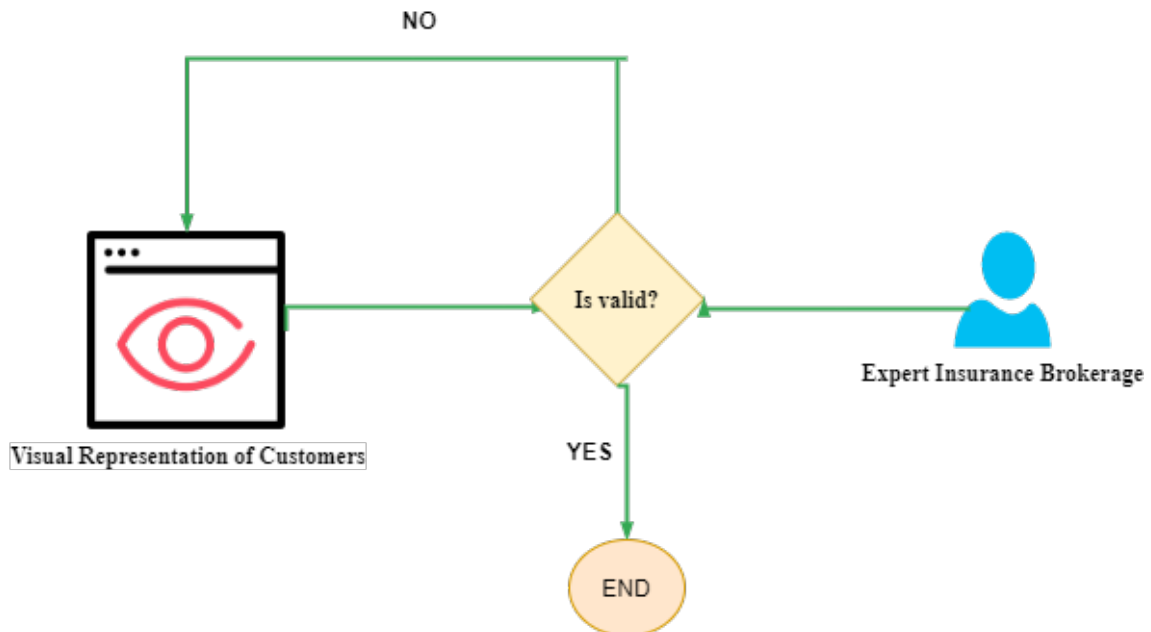 NO
Is valid?
Expert Insurance Brokerage
Visual Representation of Customers
YES
END